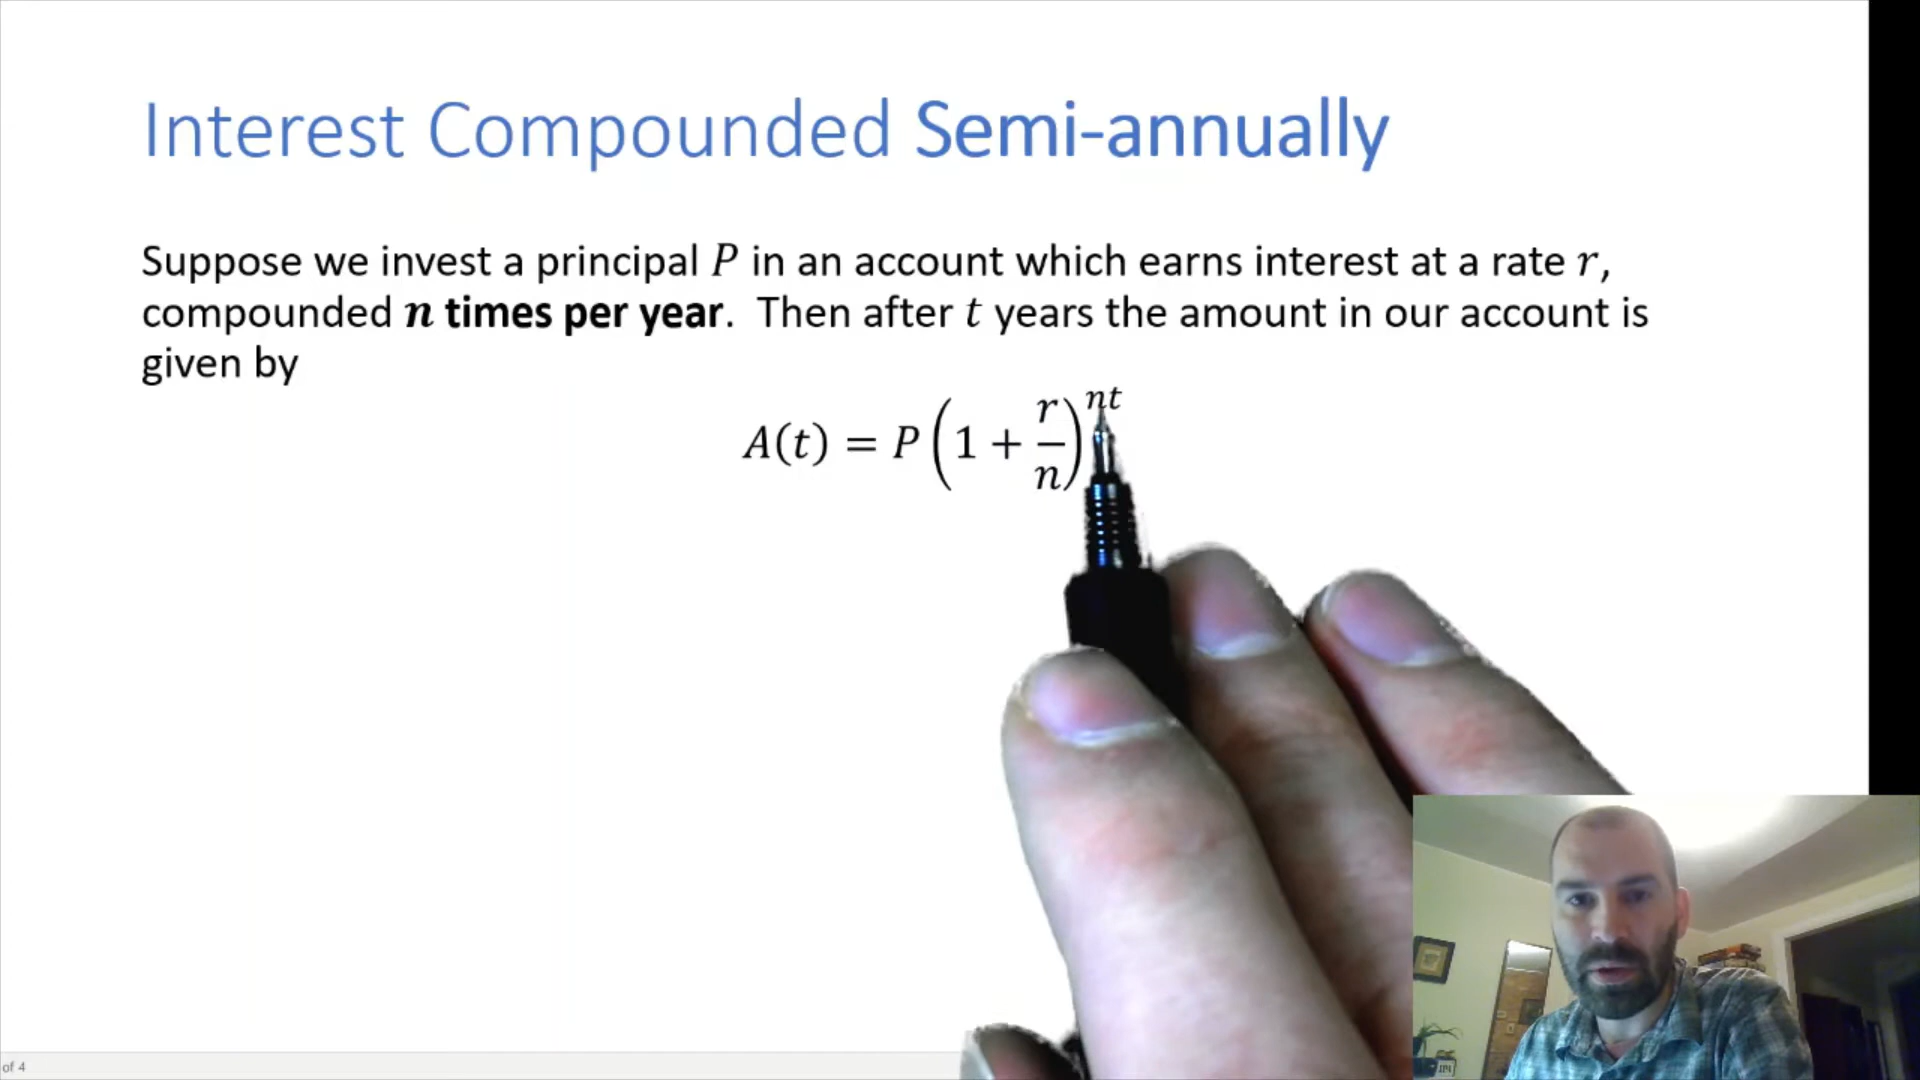 Interest Compounded Semi-annually
Suppose we invest a principal P in an account which earns interest at a rate r,
compounded n times per year. Then after t years the amount in our account is
given by
A(t) = P(1 + r/n)^{nt}
of 4